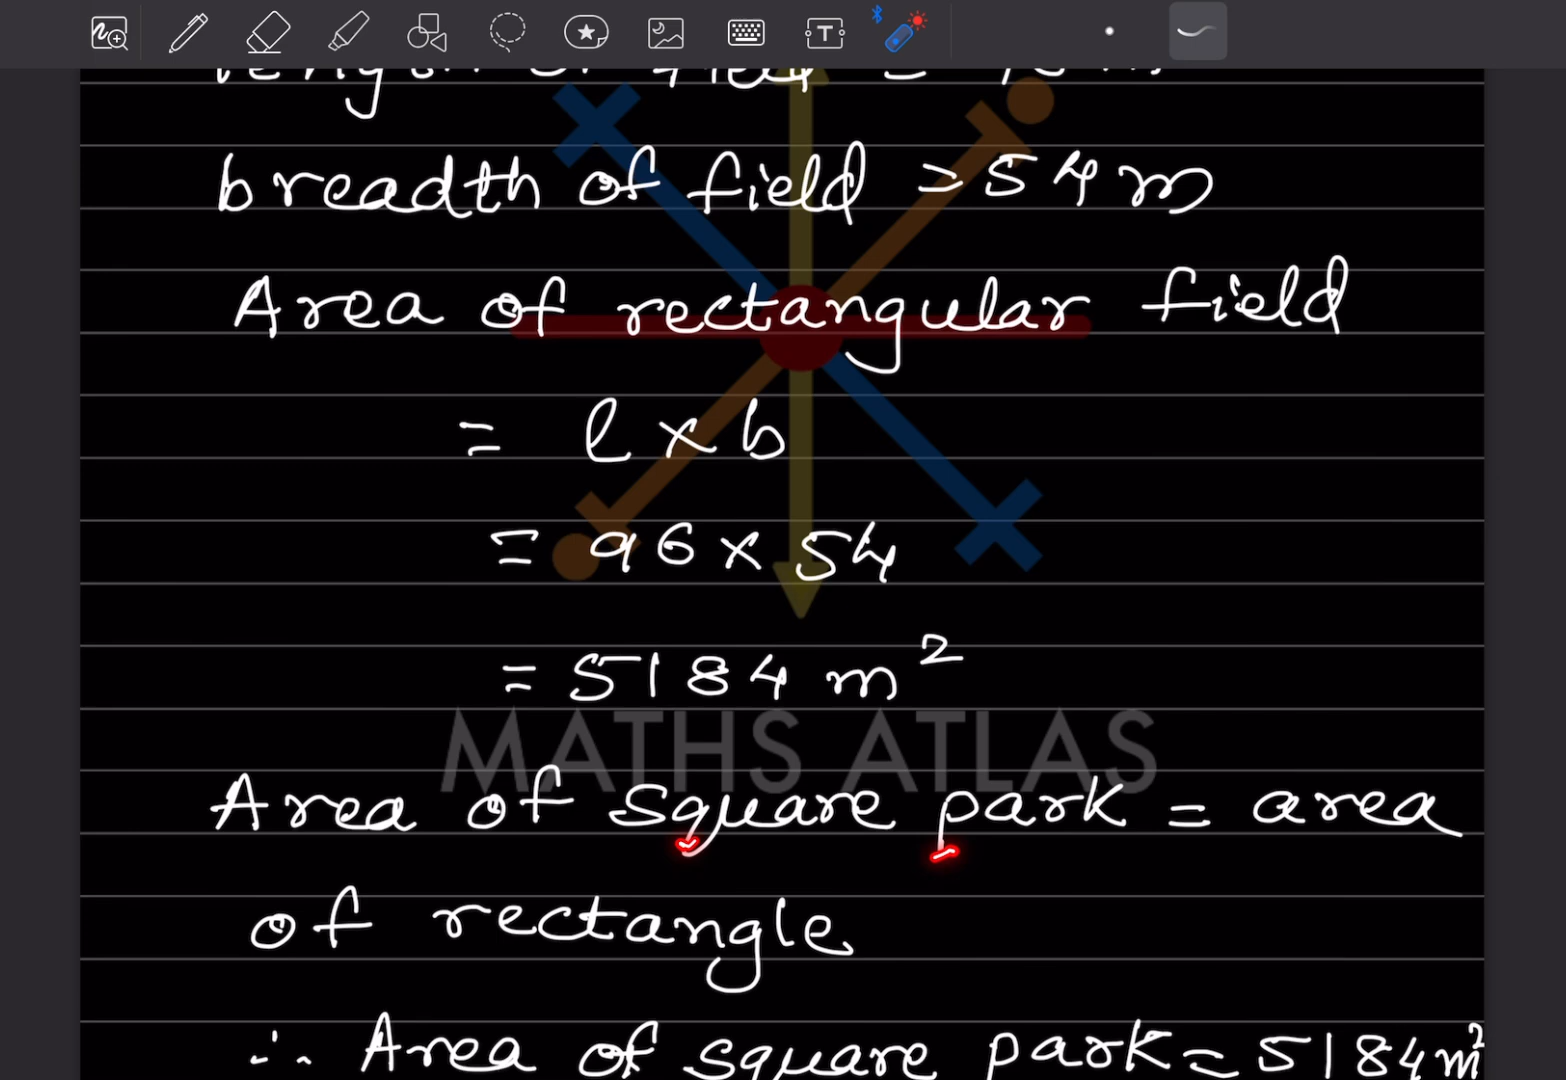 breadth of field = 54 m
Area of rectangular field
= l × b
= 96 × 54
= 5184 m²
MATHS ATLAS
Area of square park = area
of rectangle
∴ Area of square park = 5184 m²